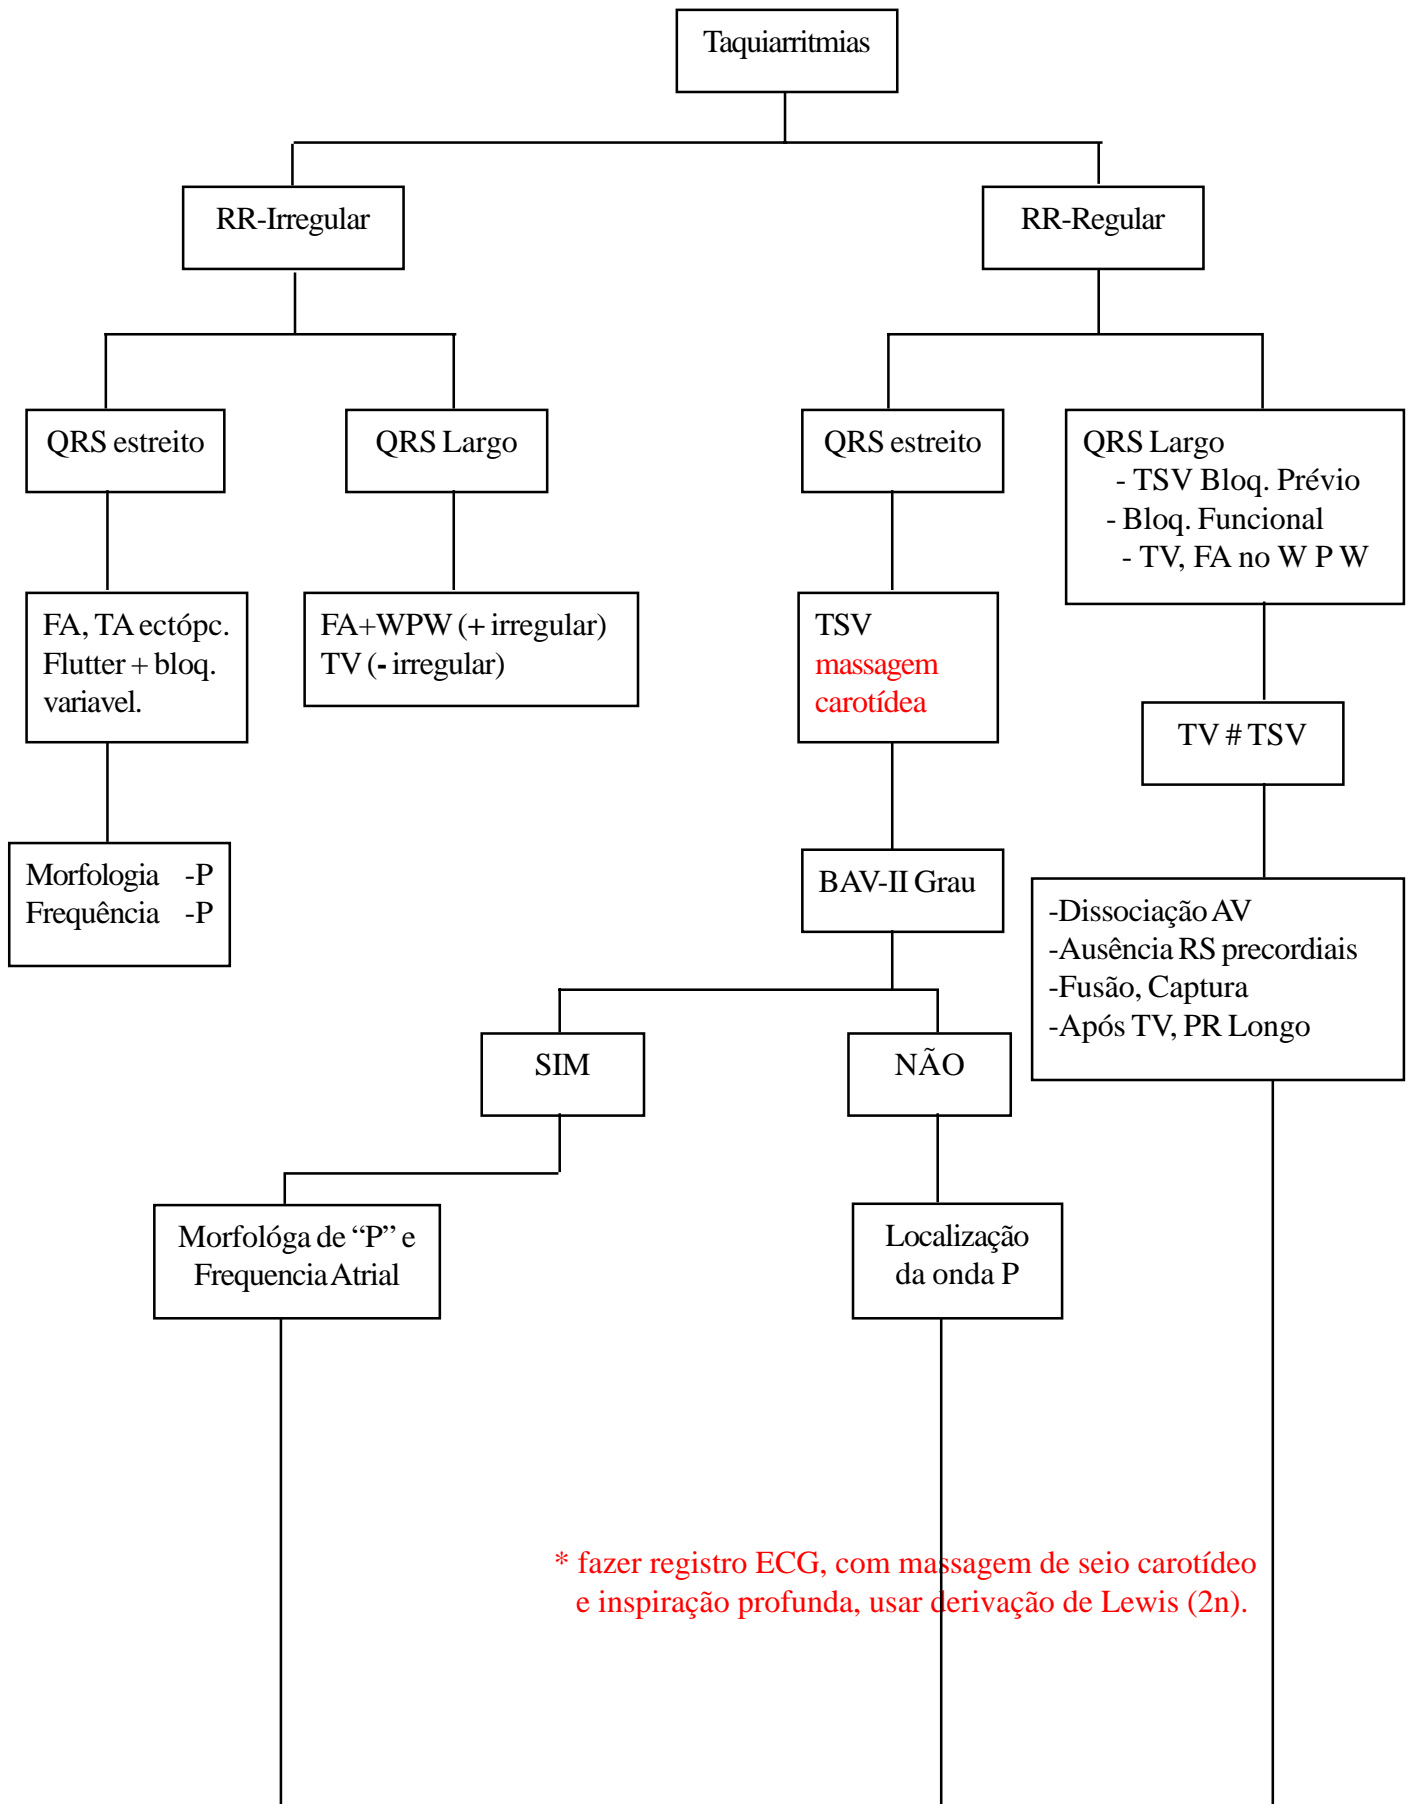 Taquiarritmias
RR-Irregular
RR-Regular
QRS estreito
QRS Largo
QRS estreito
QRS Largo
- TSV Bloq. Prévio
- Bloq. Funcional
- TV, FA no W P W
FA, TA ectópc.
Flutter + bloq.
variavel.
FA+WPW (+ irregular)
TV (- irregular)
TSV
massagem
carotídea
TV # TSV
Morfologia -P
Frequência -P
BAV-II Grau
-Dissociação AV
-Ausência RS precordiais
-Fusão, Captura
-Após TV, PR Longo
SIM
NÃO
Morfológa de “P” e
Frequencia Atrial
Localização
da onda P
* fazer registro ECG, com massagem de seio carotídeo
e inspiração profunda, usar derivação de Lewis (2n).